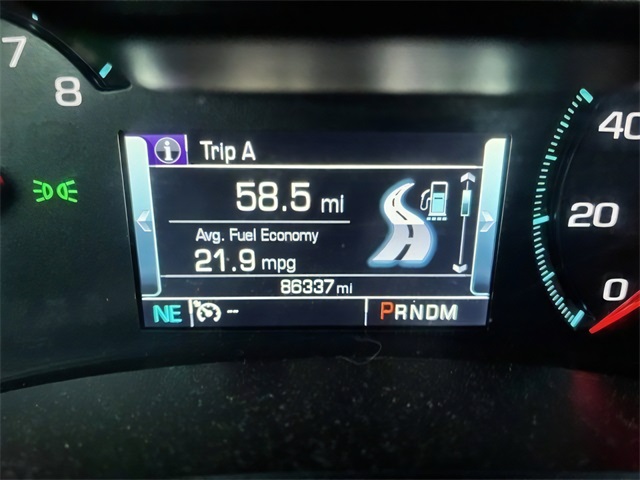 7
8
Trip A
58.5 mi
Avg. Fuel Economy
21.9 mpg
86337 mi
NE -- PRNDM
40
20
0